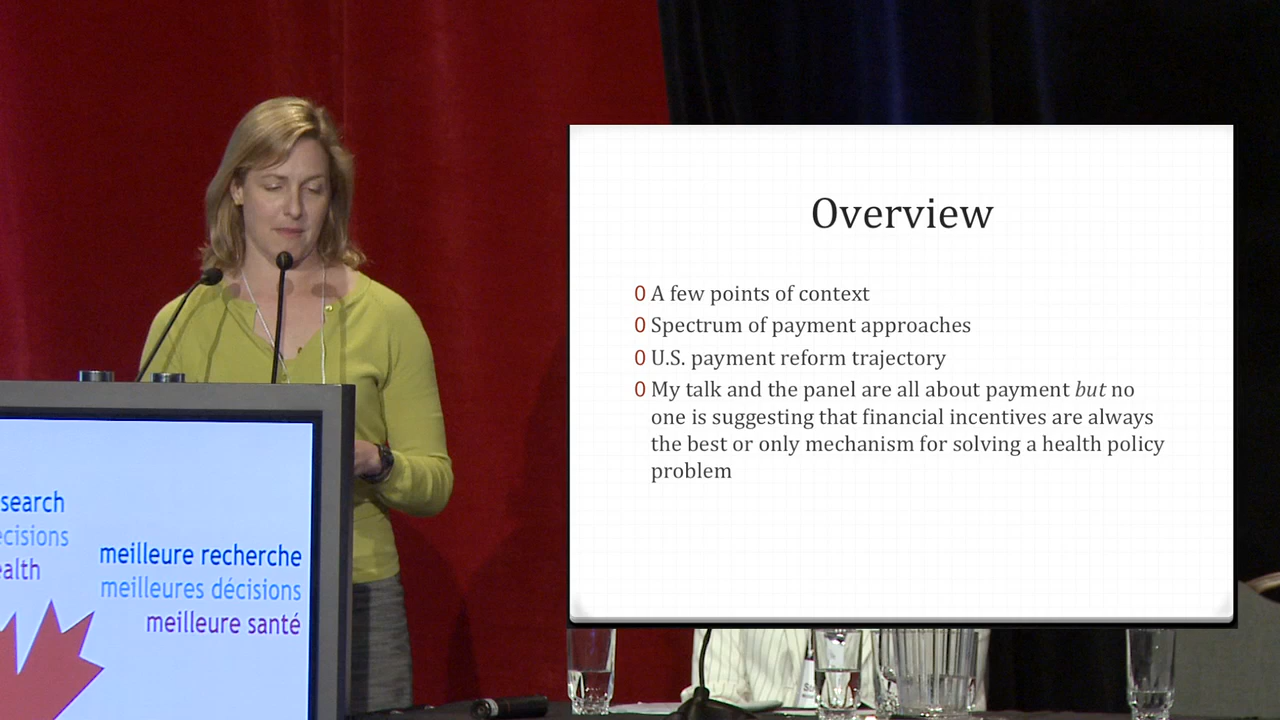 Overview
0 A few points of context
0 Spectrum of payment approaches
0 U.S. payment reform trajectory
0 My talk and the panel are all about payment but no
one is suggesting that financial incentives are always
the best or only mechanism for solving a health policy
problem
search
ecisions
ealth
meilleure recherche
meilleures décisions
meilleure santé